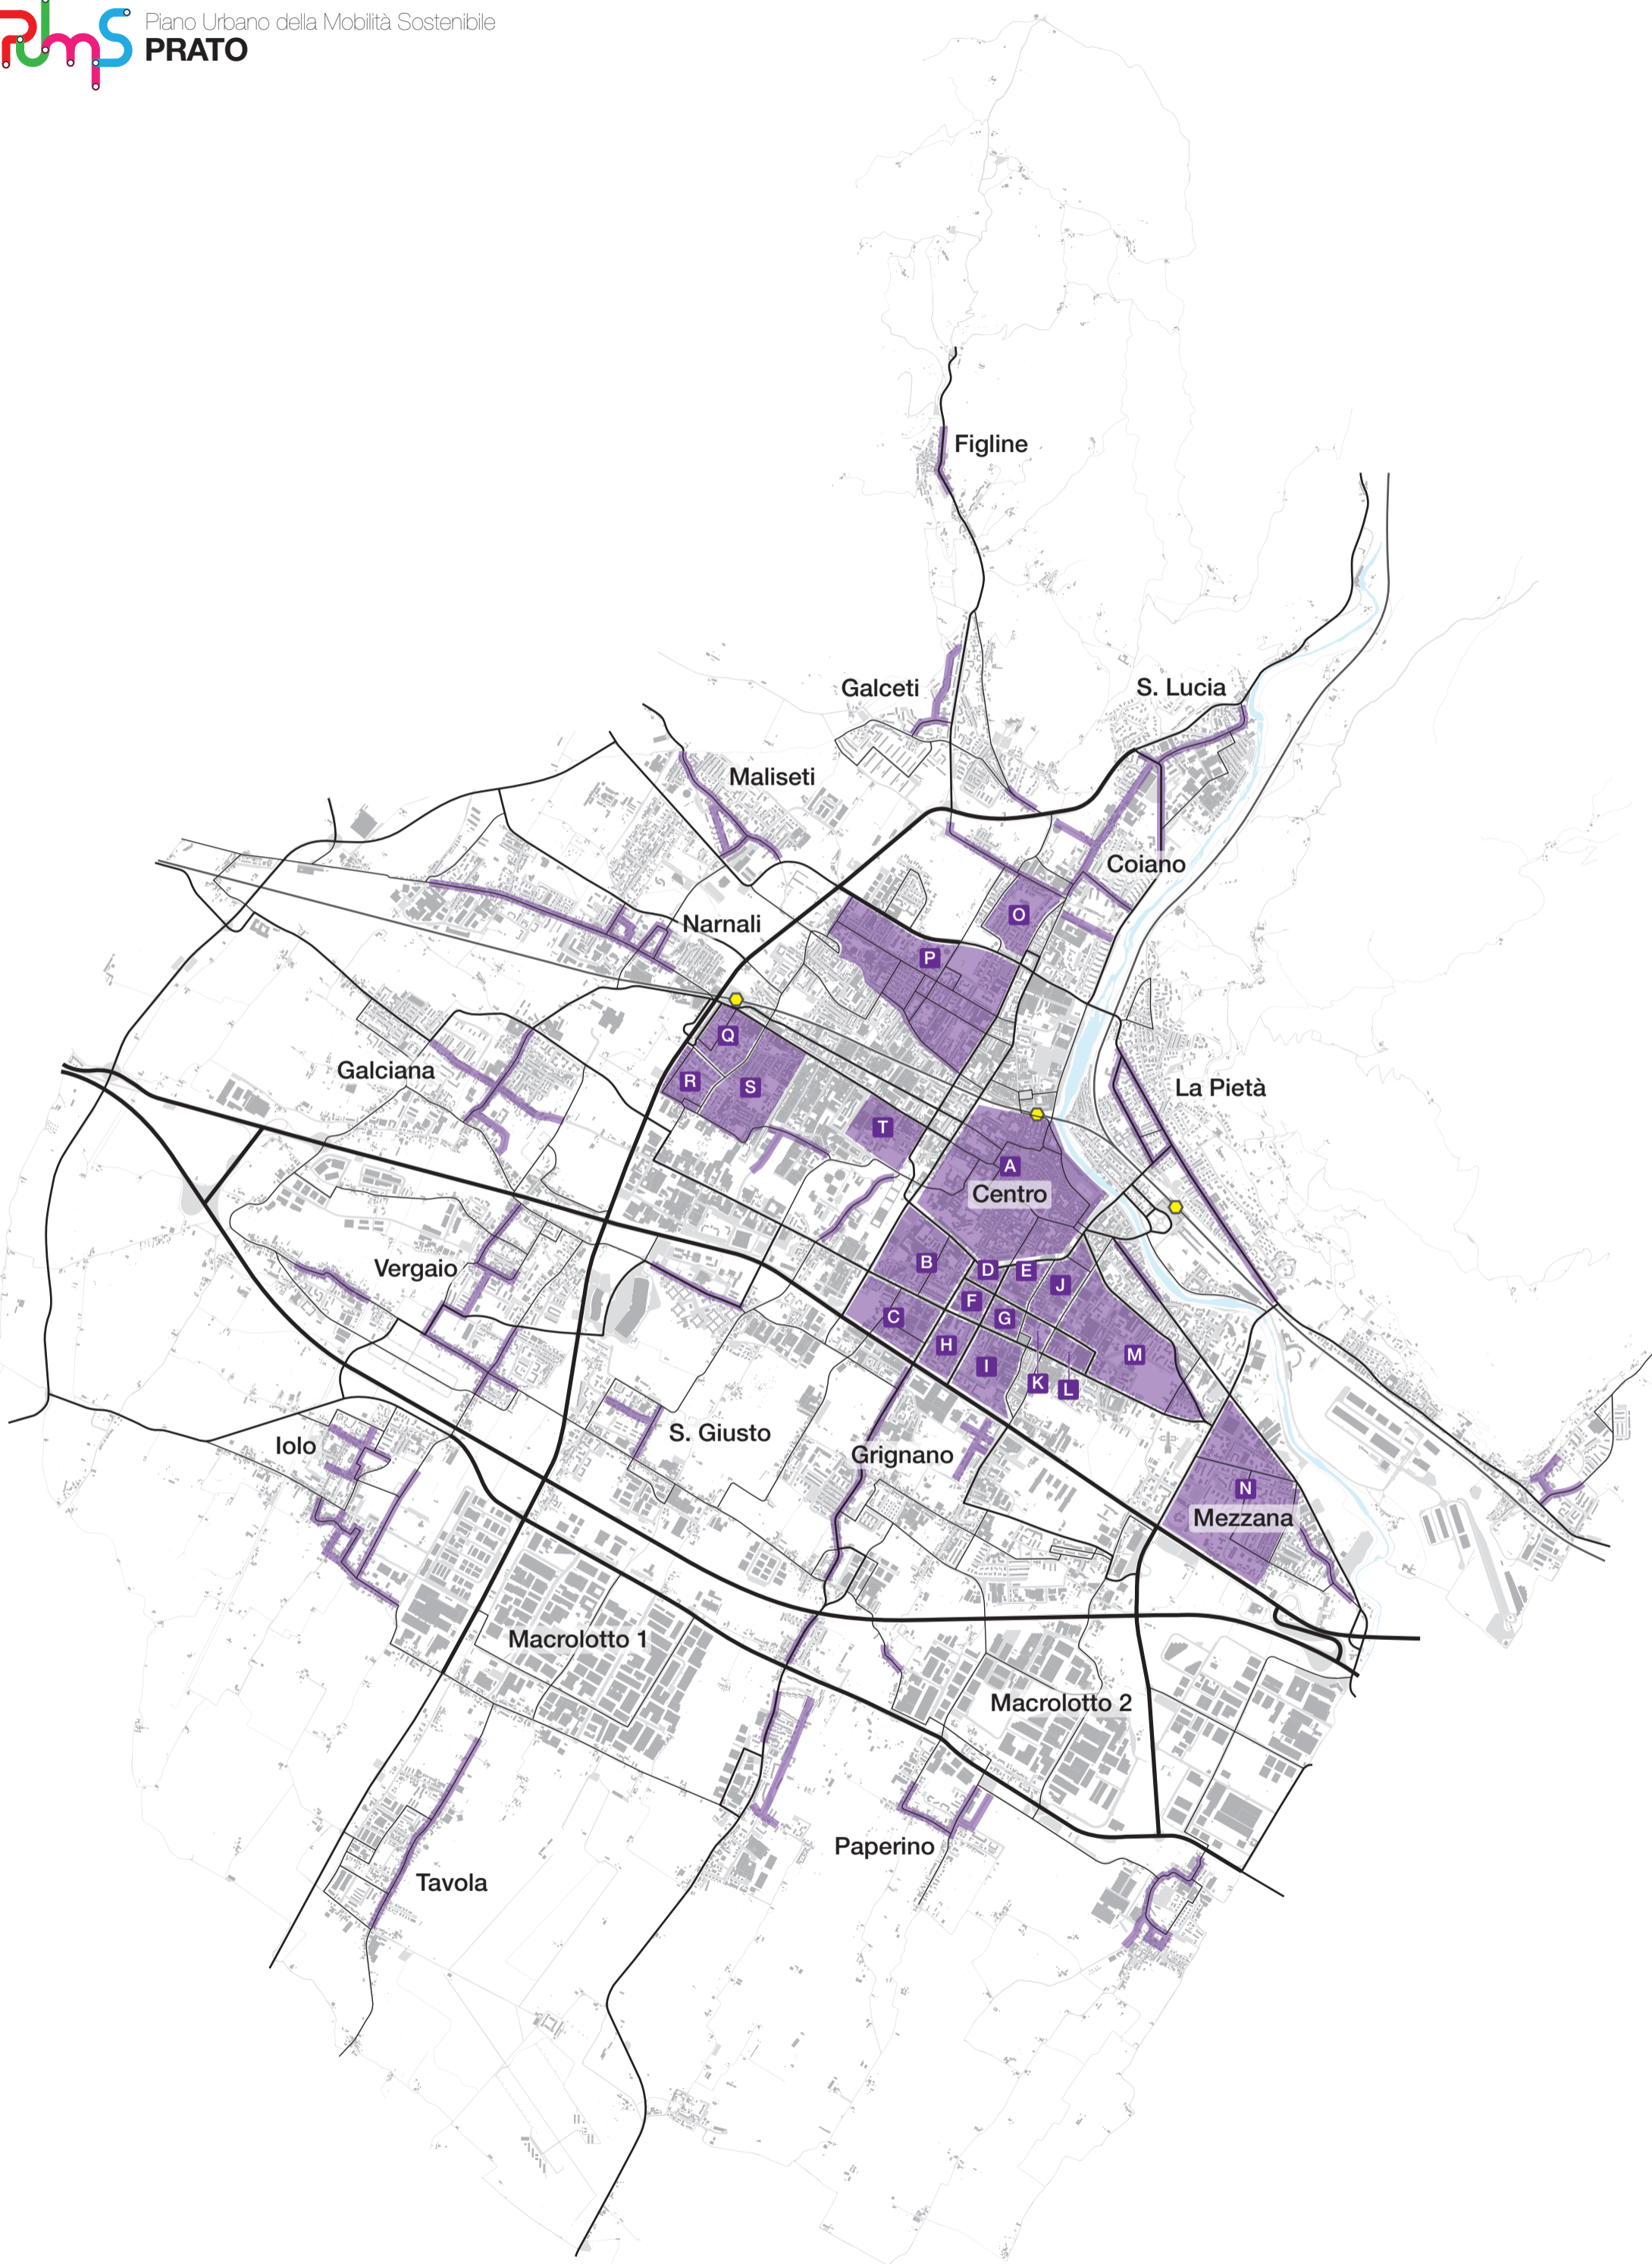 pums
Piano Urbano della Mobilità Sostenibile
PRATO
Figline
Galceti
S. Lucia
Maliseti
Coiano
O
Narnali
P
Q
Galciana
R
S
La Pietà
T
A
Centro
B
Vergaio
D
E
J
F
C
G
H
M
I
K
L
S. Giusto
Iolo
Grignano
N
Mezzana
Macrolotto 1
Macrolotto 2
Paperino
Tavola